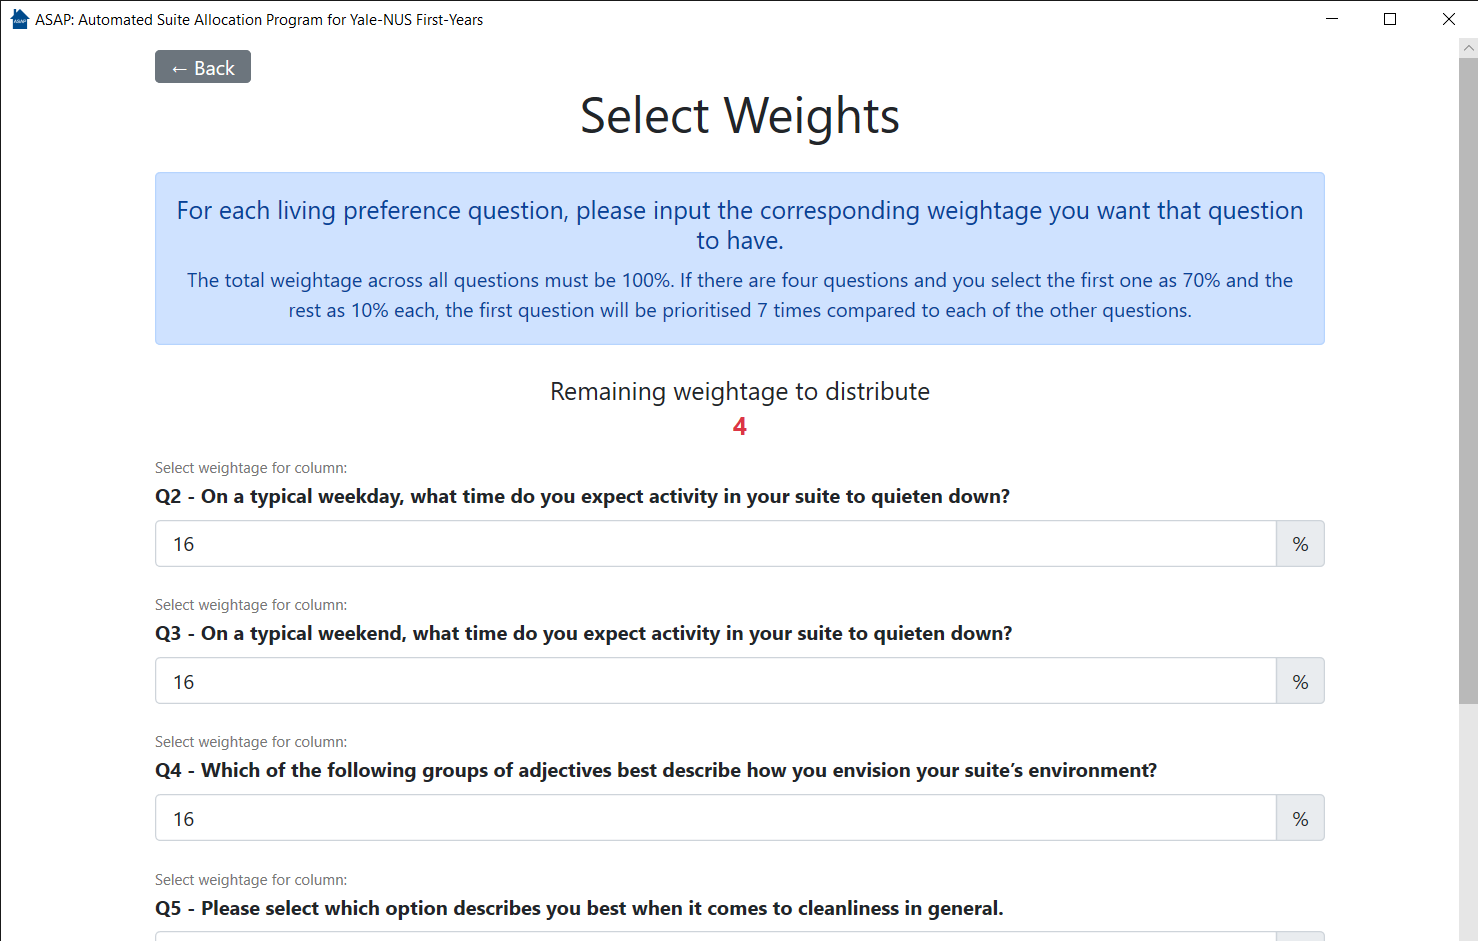 ASAP: Automated Suite Allocation Program for Yale-NUS First-Years
← Back
Select Weights
For each living preference question, please input the corresponding weightage you want that question
to have.
The total weightage across all questions must be 100%. If there are four questions and you select the first one as 70% and the
rest as 10% each, the first question will be prioritised 7 times compared to each of the other questions.
Remaining weightage to distribute
4
Select weightage for column:
Q2 - On a typical weekday, what time do you expect activity in your suite to quieten down?
16 %
Select weightage for column:
Q3 - On a typical weekend, what time do you expect activity in your suite to quieten down?
16 %
Select weightage for column:
Q4 - Which of the following groups of adjectives best describe how you envision your suite’s environment?
16 %
Select weightage for column:
Q5 - Please select which option describes you best when it comes to cleanliness in general.